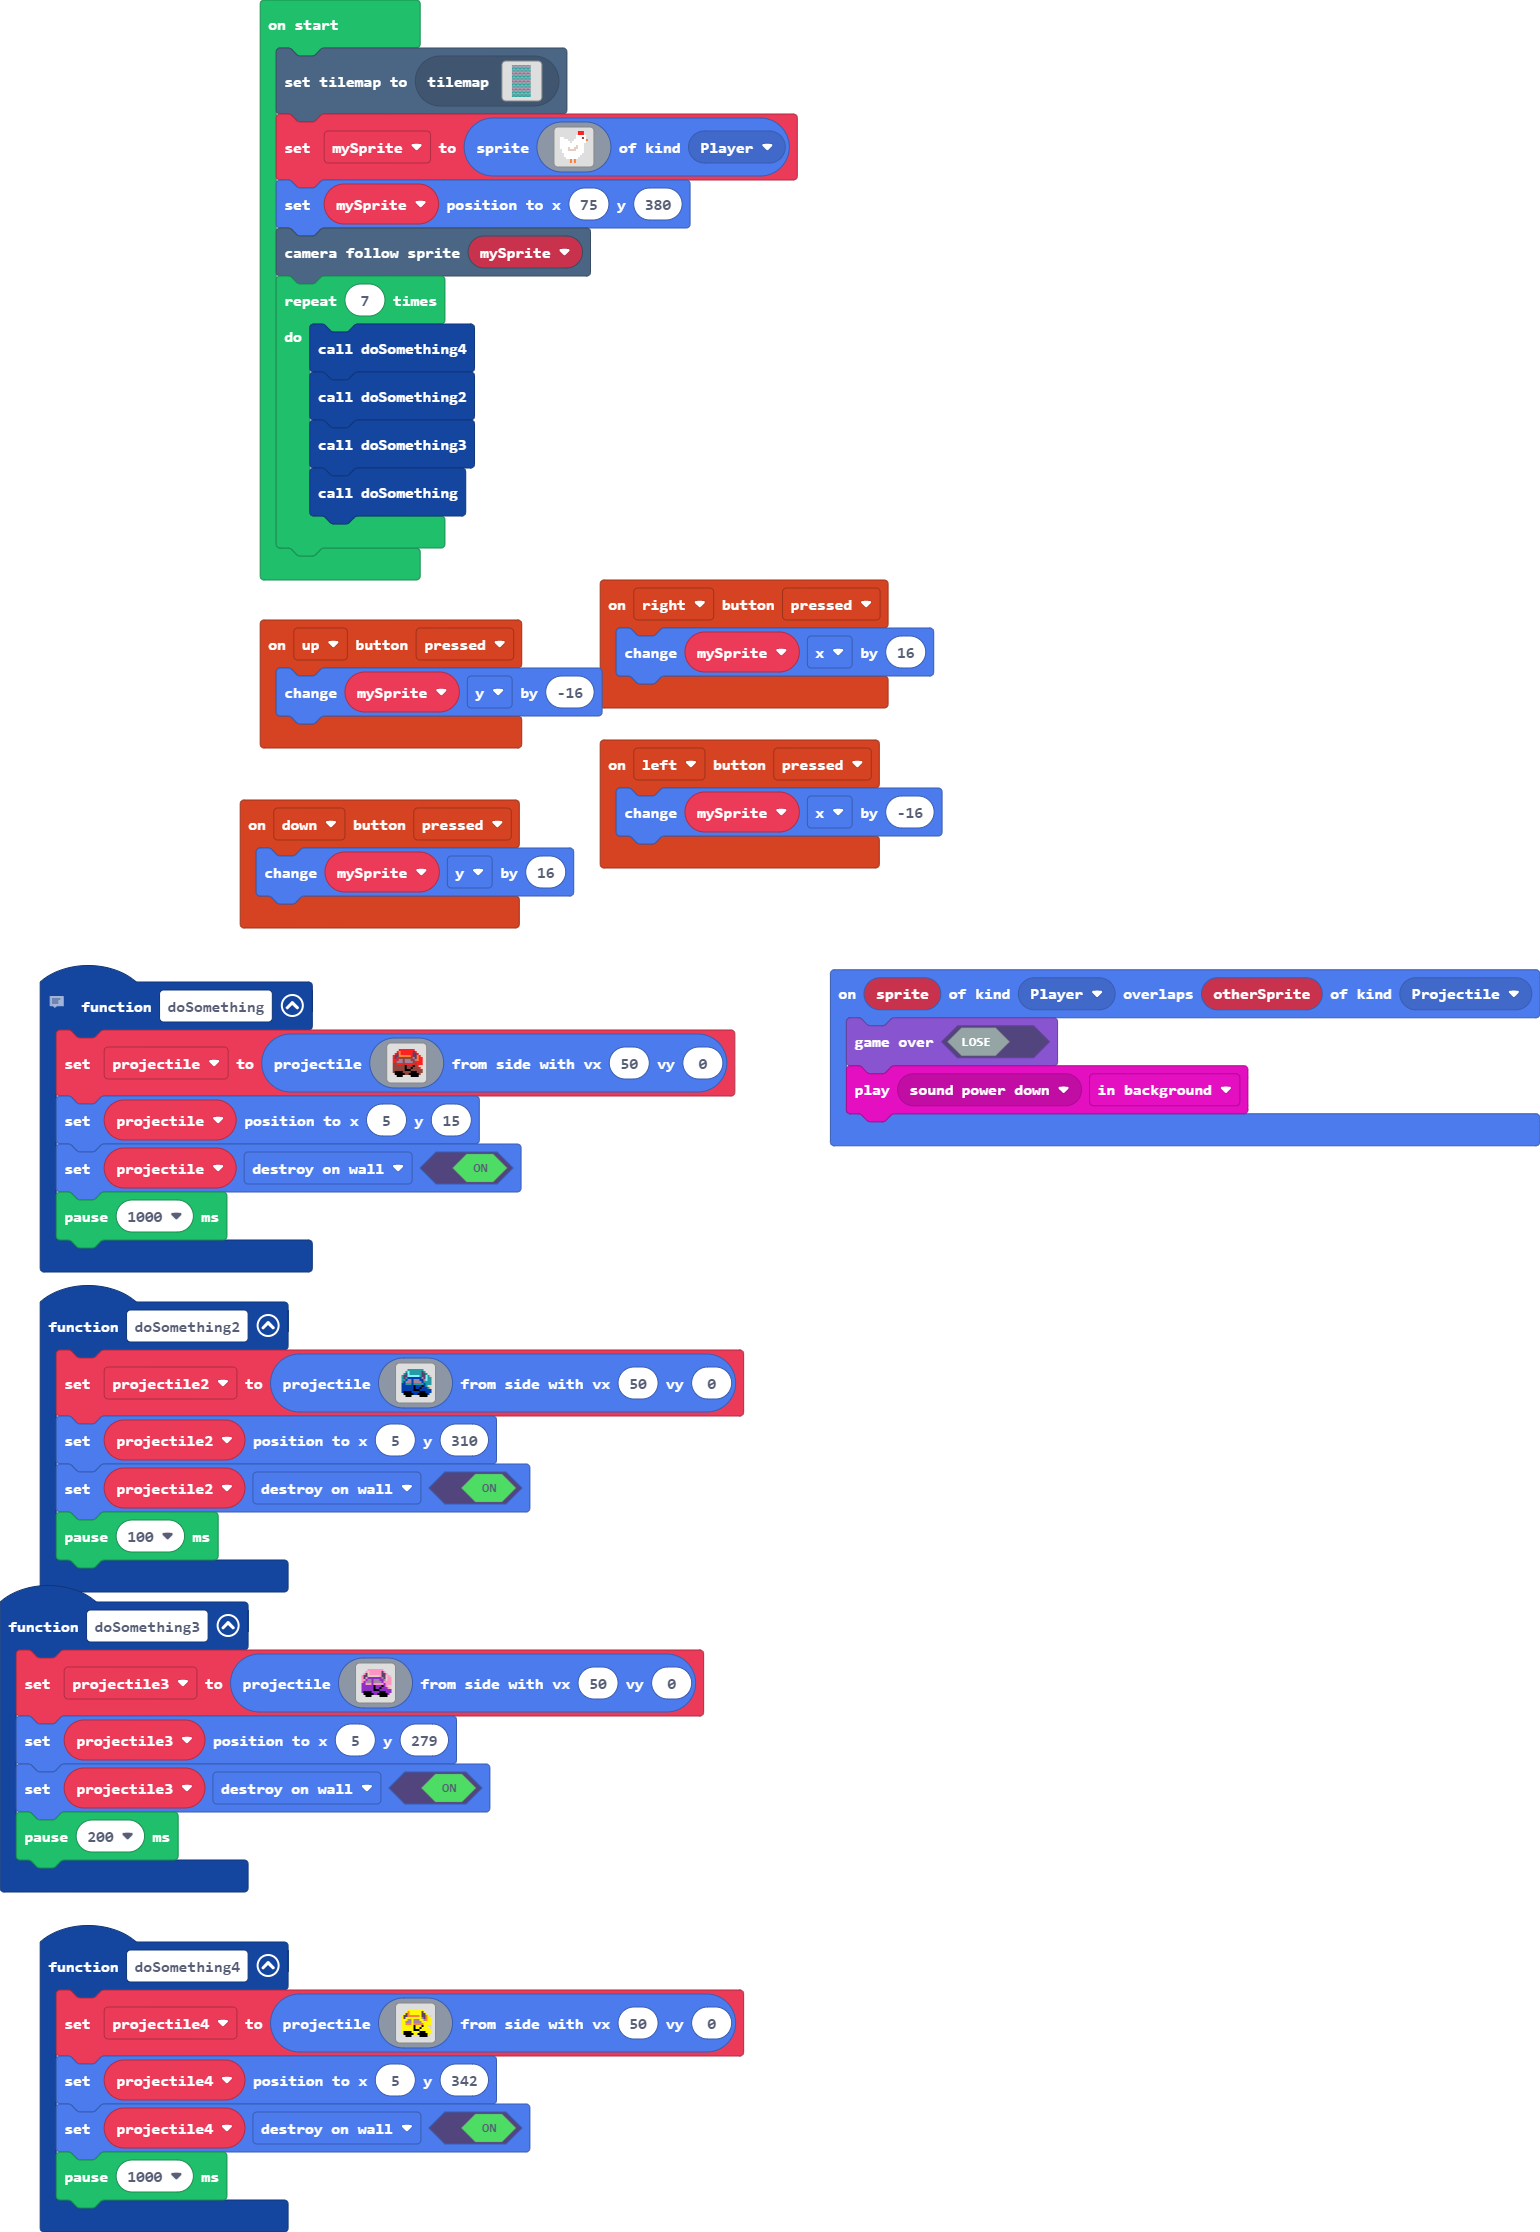 on start
set tilemap to tilemap
set mySprite to sprite of kind Player
set mySprite position to x 75 y 380
camera follow sprite mySprite
repeat 7 times
do
call doSomething4
call doSomething2
call doSomething3
call doSomething
on right button pressed
change mySprite x by 16
on up button pressed
change mySprite y by -16
on left button pressed
change mySprite x by -16
on down button pressed
change mySprite y by 16
function doSomething
set projectile to projectile from side with vx 50 vy 0
set projectile position to x 5 y 15
set projectile destroy on wall ON
pause 1000 ms
on sprite of kind Player overlaps otherSprite of kind Projectile
game over LOSE
play sound power down in background
function doSomething2
set projectile2 to projectile from side with vx 50 vy 0
set projectile2 position to x 5 y 310
set projectile2 destroy on wall ON
pause 100 ms
function doSomething3
set projectile3 to projectile from side with vx 50 vy 0
set projectile3 position to x 5 y 279
set projectile3 destroy on wall ON
pause 200 ms
function doSomething4
set projectile4 to projectile from side with vx 50 vy 0
set projectile4 position to x 5 y 342
set projectile4 destroy on wall ON
pause 1000 ms